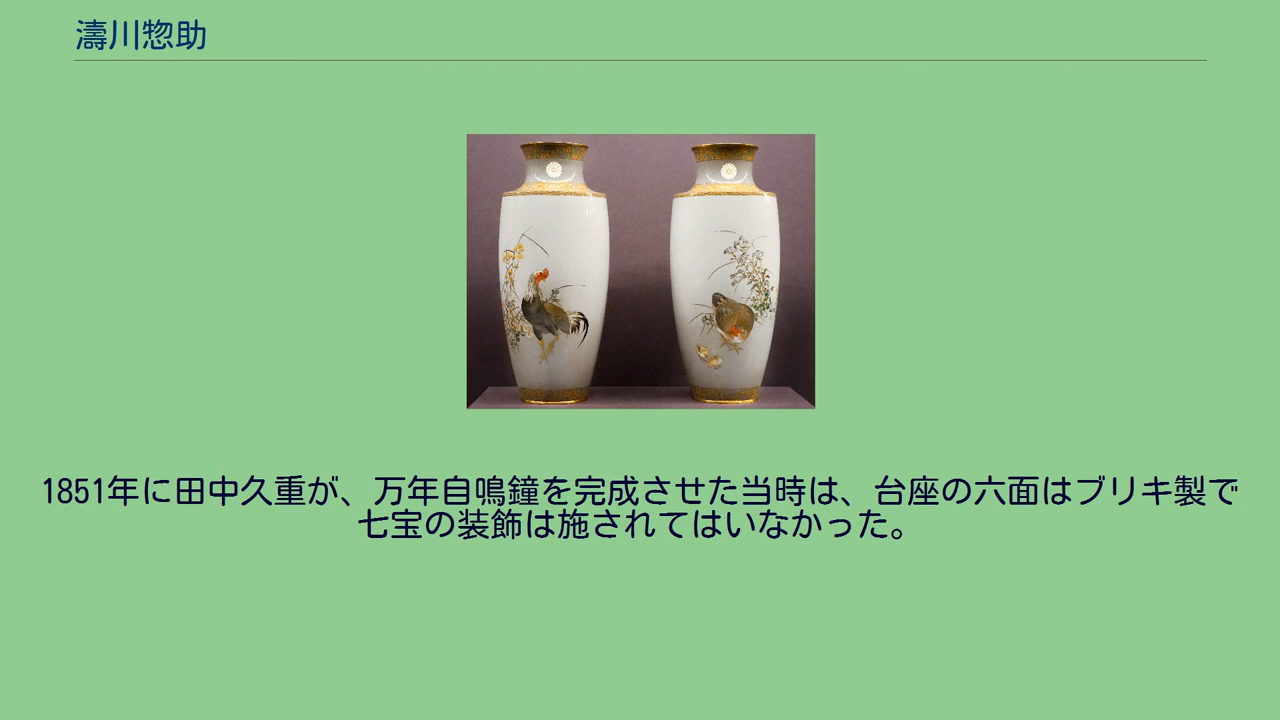 濤川惣助
1851年に田中久重が、万年自鳴鐘を完成させた当時は、台座の六面はブリキ製で
七宝の装飾は施されてはいなかった。